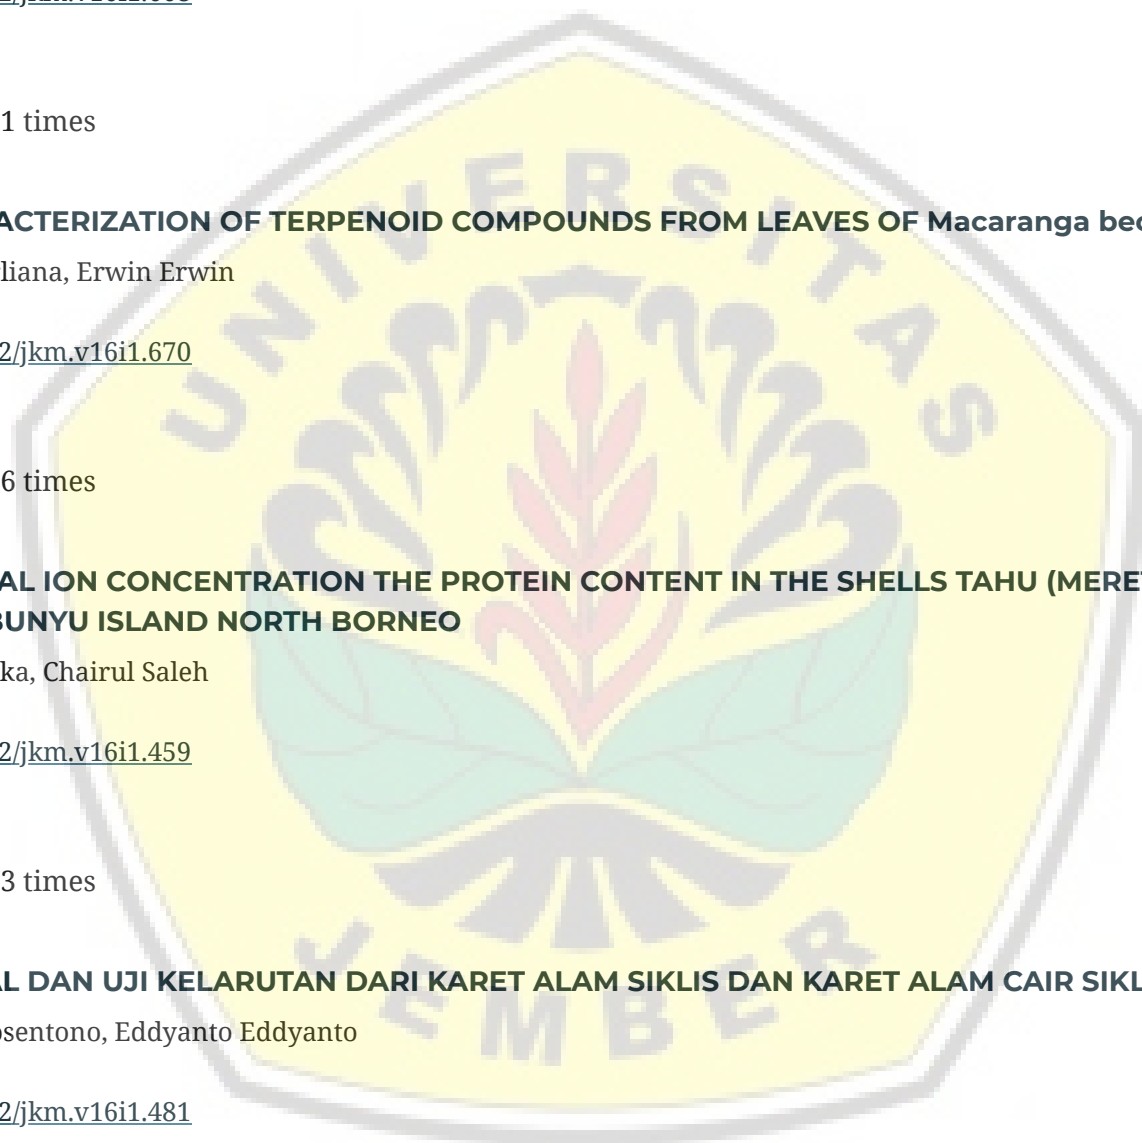 1 times
ACTERIZATION OF TERPENOID COMPOUNDS FROM LEAVES OF Macaranga bec
liana, Erwin Erwin
2/jkm.v16i1.670
6 times
AL ION CONCENTRATION THE PROTEIN CONTENT IN THE SHELLS TAHU (MERET
BUNYU ISLAND NORTH BORNEO
ka, Chairul Saleh
2/jkm.v16i1.459
3 times
AL DAN UJI KELARUTAN DARI KARET ALAM SIKLIS DAN KARET ALAM CAIR SIKL
osentono, Eddyanto Eddyanto
2/jkm.v16i1.481
UNIVERSITAS
JEMBER